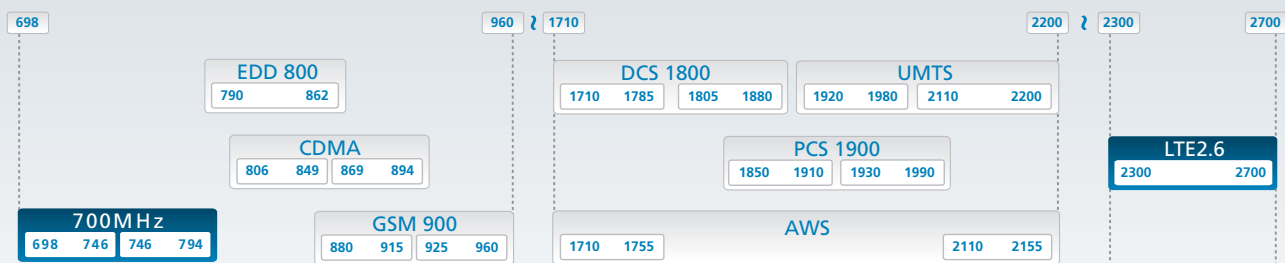 698 960 ~ 1710 2200 ~ 2300 2700
EDD 800 DCS 1800 UMTS
790 862 1710 1785 1805 1880 1920 1980 2110 2200
CDMA PCS 1900 LTE2.6
806 849 869 894 1850 1910 1930 1990 2300 2700
700MHz GSM 900 AWS
698 746 746 794 880 915 925 960 1710 1755 2110 2155